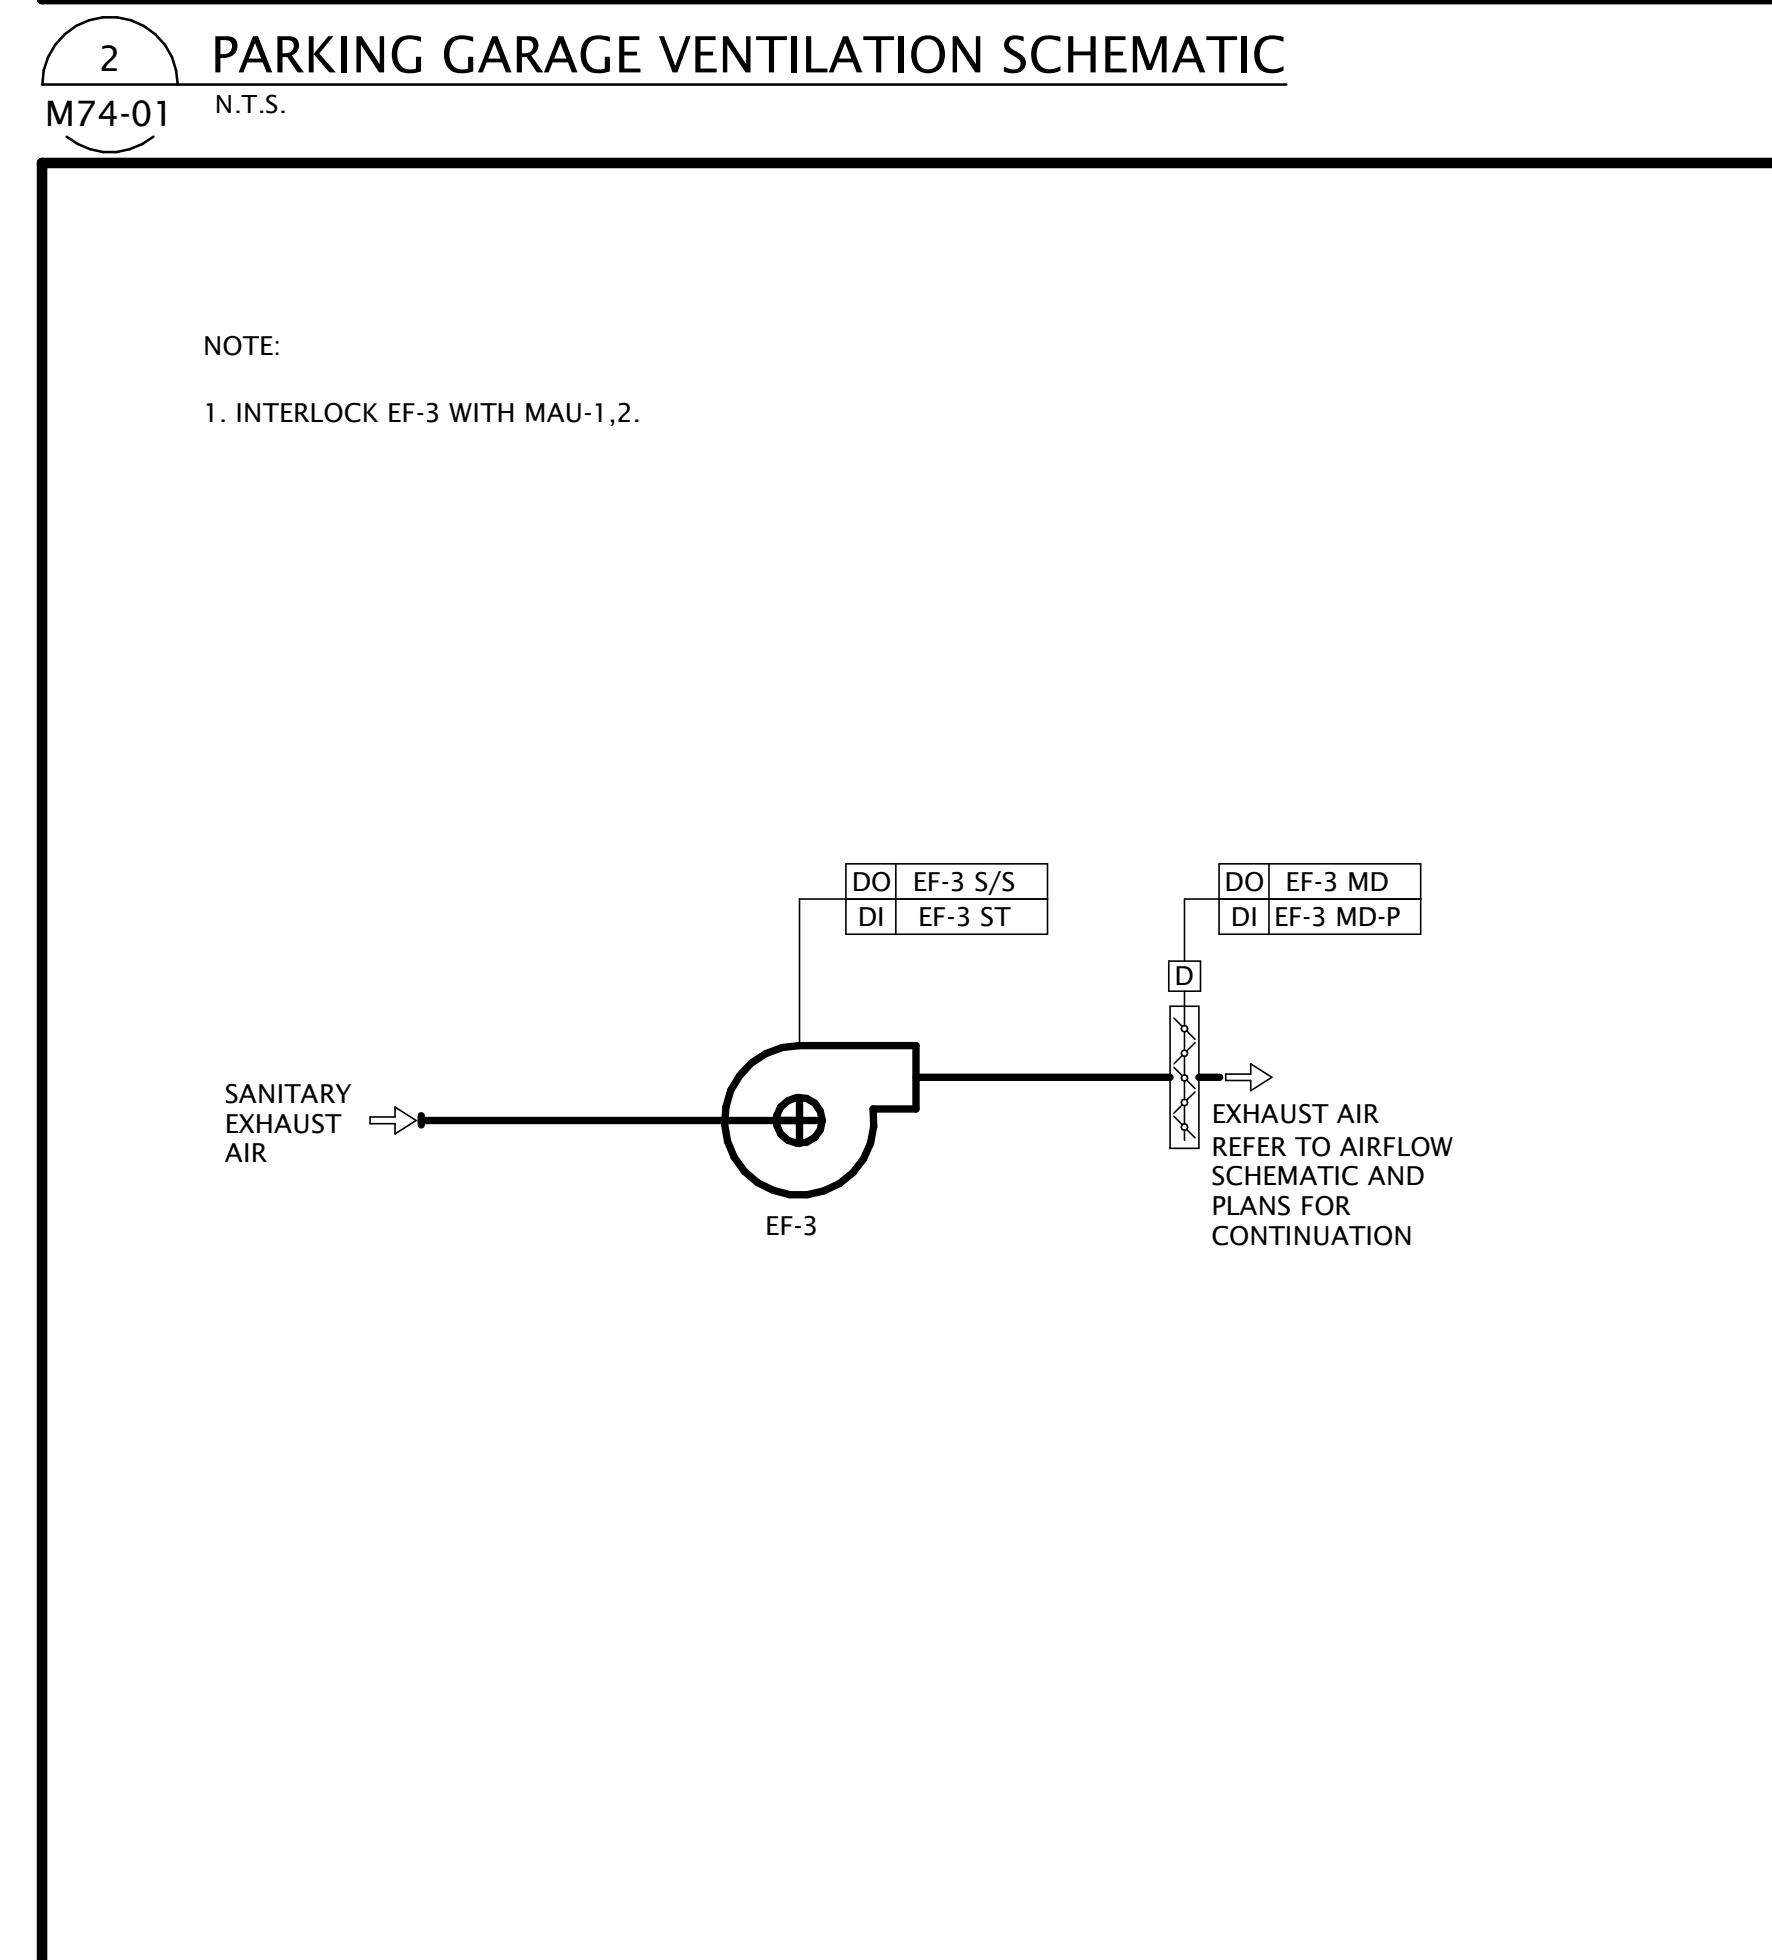 2
PARKING GARAGE VENTILATION SCHEMATIC
M74-01
N.T.S.
NOTE:
1. INTERLOCK EF-3 WITH MAU-1,2.
DO EF-3 S/S
DI EF-3 ST
DO EF-3 MD
DI EF-3 MD-P
D
SANITARY
EXHAUST
AIR
EF-3
EXHAUST AIR
REFER TO AIRFLOW
SCHEMATIC AND
PLANS FOR
CONTINUATION